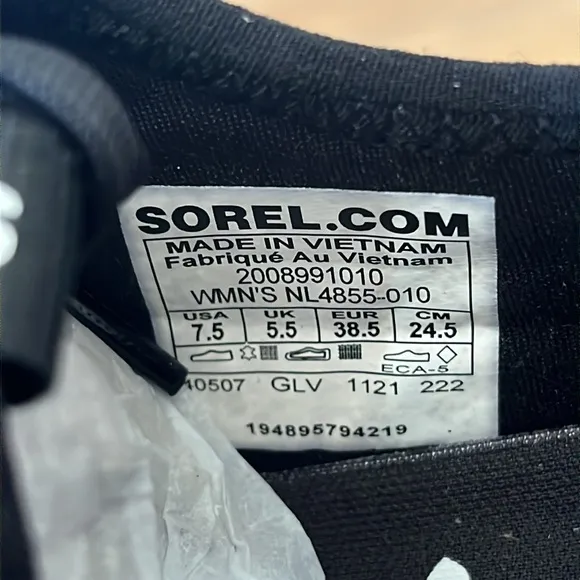 SOREL.COM
MADE IN VIETNAM
Fabriqué Au Vietnam
2008991010
WMN'S NL4855-010
USA UK EUR CM
7.5 5.5 38.5 24.5
ECA-5
40507 GLV 1121 222
194895794219